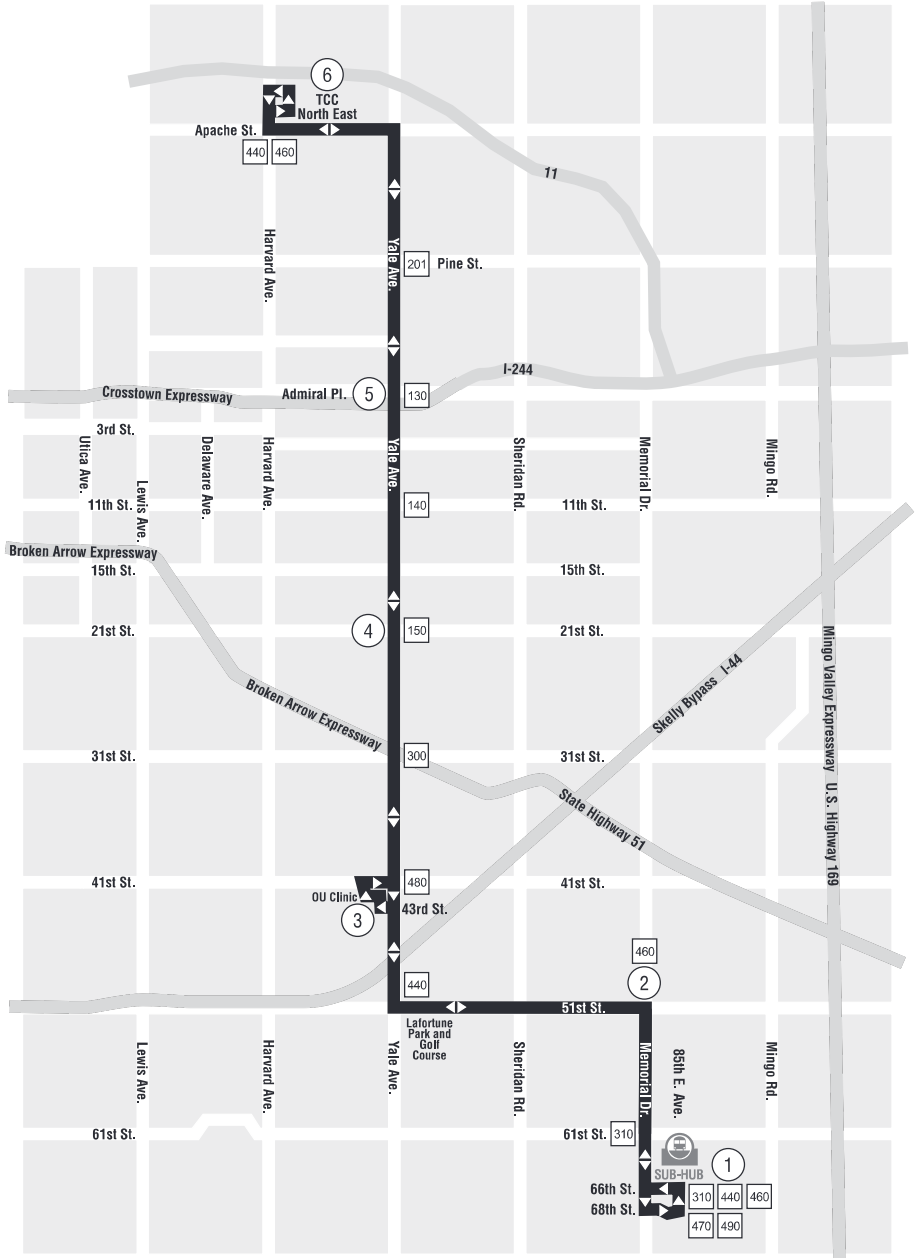 6
TCC
North East
Apache St.
440
460
11
Harvard Ave.
Yale Ave.
201
Pine St.
I-244
Crosstown Expressway
Admiral Pl.
5
130
3rd St.
Utica Ave.
Lewis Ave.
Delaware Ave.
Harvard Ave.
Yale Ave.
Sheridan Rd.
Memorial Dr.
Mingo Rd.
11th St.
140
11th St.
Broken Arrow Expressway
15th St.
15th St.
21st St.
4
150
21st St.
Mingo Valley Expressway U.S. Highway 169
Skelly Bypass I-44
Broken Arrow Expressway
31st St.
300
31st St.
State Highway 51
41st St.
480
41st St.
OU Clinic
43rd St.
3
460
2
440
51st St.
Lafortune
Park and
Golf
Course
Lewis Ave.
Harvard Ave.
Yale Ave.
Sheridan Rd.
Memorial Dr.
85th E. Ave.
Mingo Rd.
61st St.
61st St.
310
SUB-HUB
1
66th St.
310
440
460
68th St.
470
490